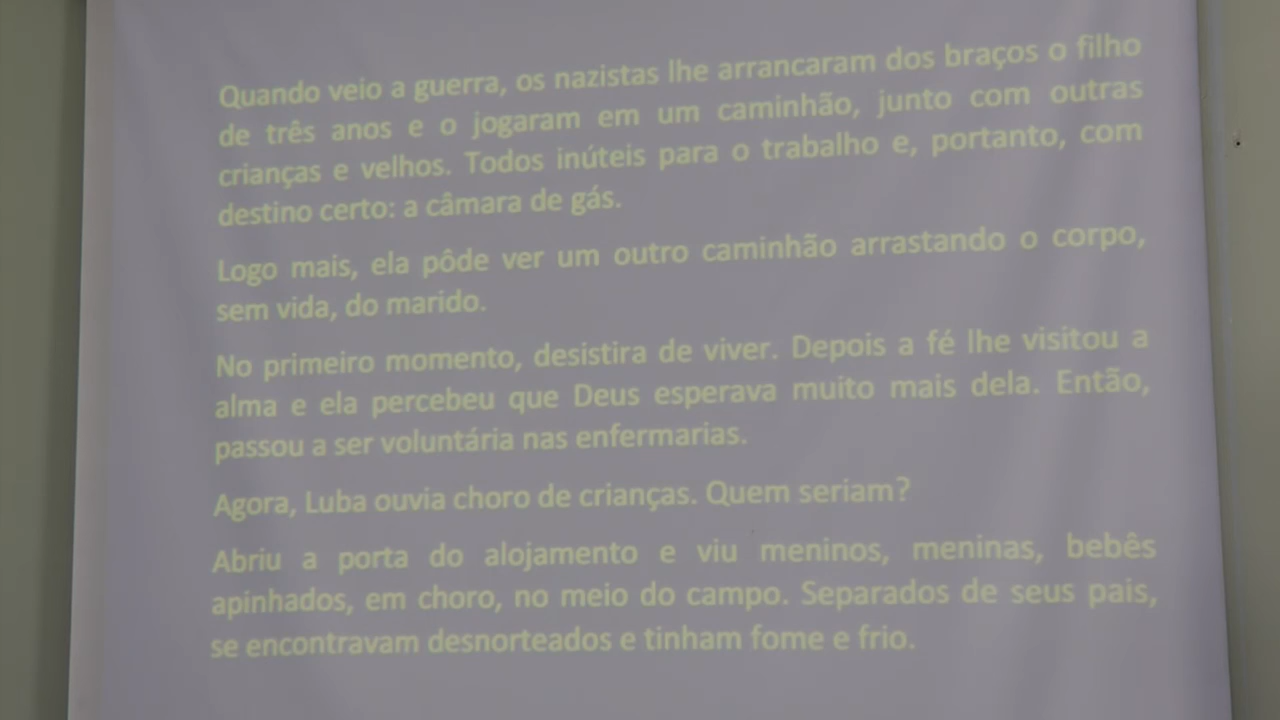 Quando veio a guerra, os nazistas lhe arrancaram dos braços o filho
de três anos e o jogaram em um caminhão, junto com outras
crianças e velhos. Todos inúteis para o trabalho e, portanto, com
destino certo: a câmara de gás.
Logo mais, ela pôde ver um outro caminhão arrastando o corpo,
sem vida, do marido.
No primeiro momento, desistira de viver. Depois a fé lhe visitou a
alma e ela percebeu que Deus esperava muito mais dela. Então,
passou a ser voluntária nas enfermarias.
Agora, Luba ouvia choro de crianças. Quem seriam?
Abriu a porta do alojamento e viu meninos, meninas, bebês
apinhados, em choro, no meio do campo. Separados de seus pais,
se encontravam desnorteados e tinham fome e frio.